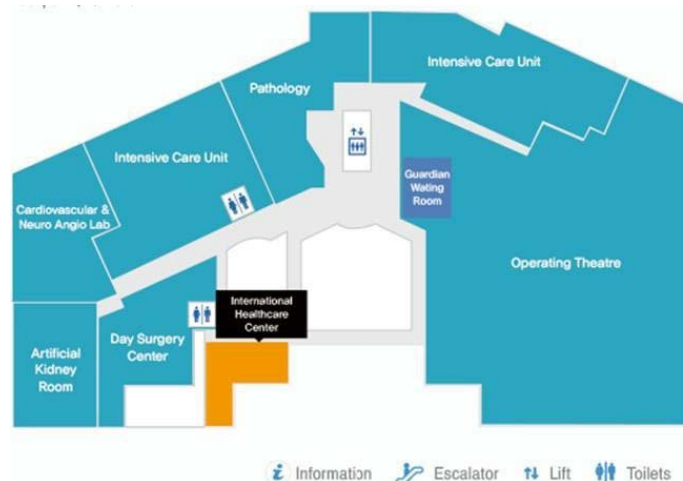 Intensive Care Unit
Pathology
Intensive Care Unit
Guardian
Wating
Room
Cardiovascular &
Neuro Angio Lab
Operating Theatre
International
Healthcare
Center
Day Surgery
Center
Artificial
Kidney
Room
Information
Escalator
Lift
Toilets